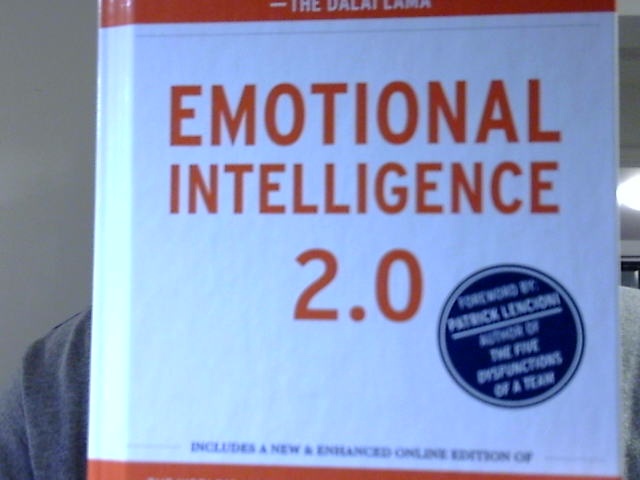 —THE DALAI LAMA
EMOTIONAL
INTELLIGENCE
2.0
FOREWORD BY:
PATRICK LENCIONI
AUTHOR OF
THE FIVE
DYSFUNCTIONS
OF A TEAM
INCLUDES A NEW & ENHANCED ONLINE EDITION OF